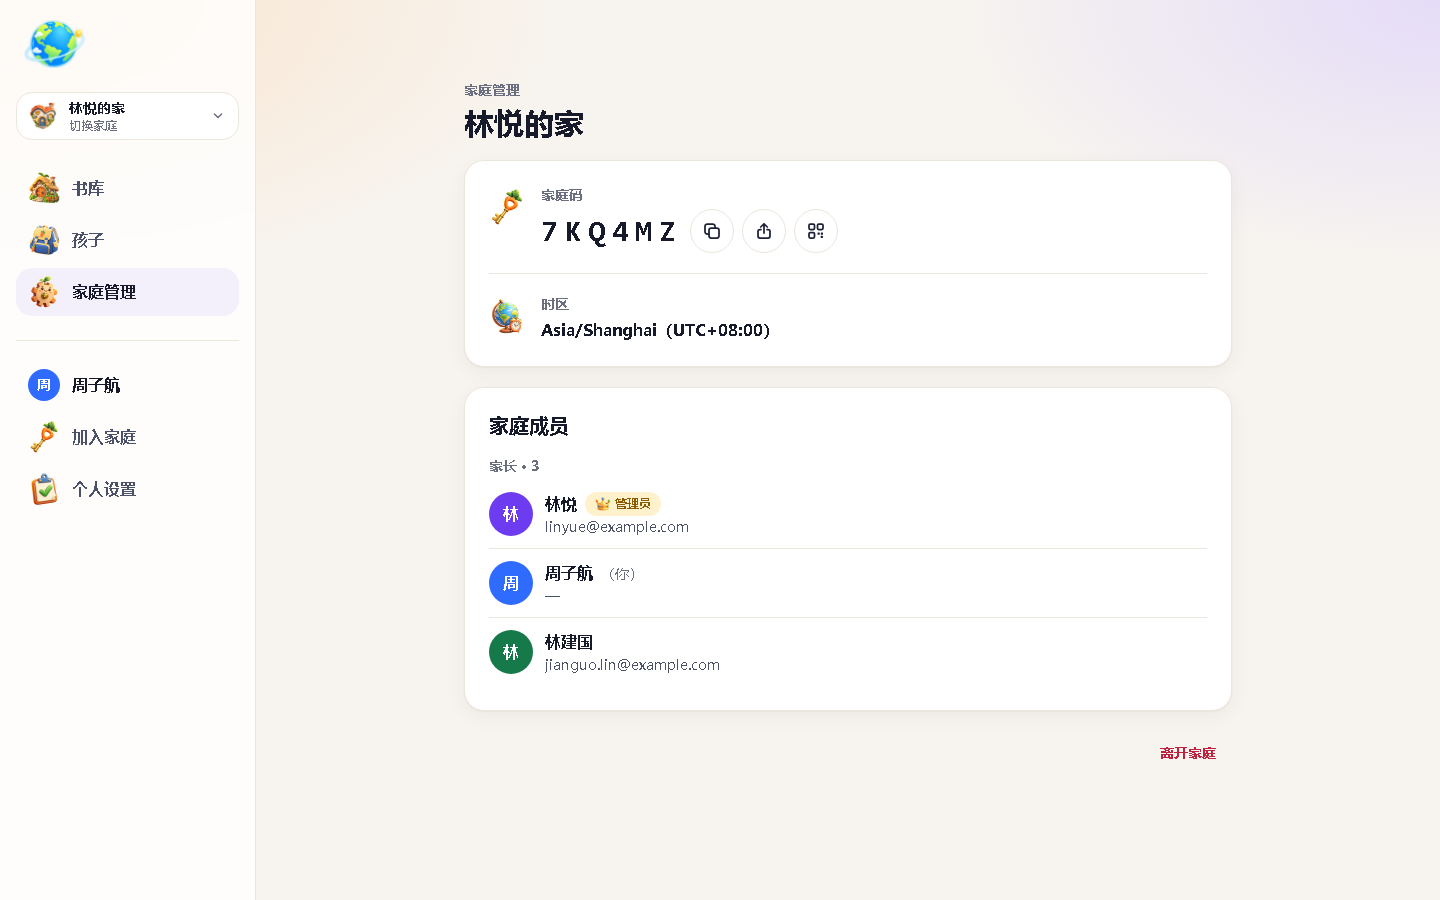 林悦的家
切换家庭
书库
孩子
家庭管理
周 周子航
加入家庭
个人设置
家庭管理
林悦的家
家庭码
7KQ4MZ
时区
Asia/Shanghai（UTC+08:00）
家庭成员
家长 • 3
林 林悦 管理员
linyue@example.com
周 周子航 （你）
—
林 林建国
jianguo.lin@example.com
离开家庭